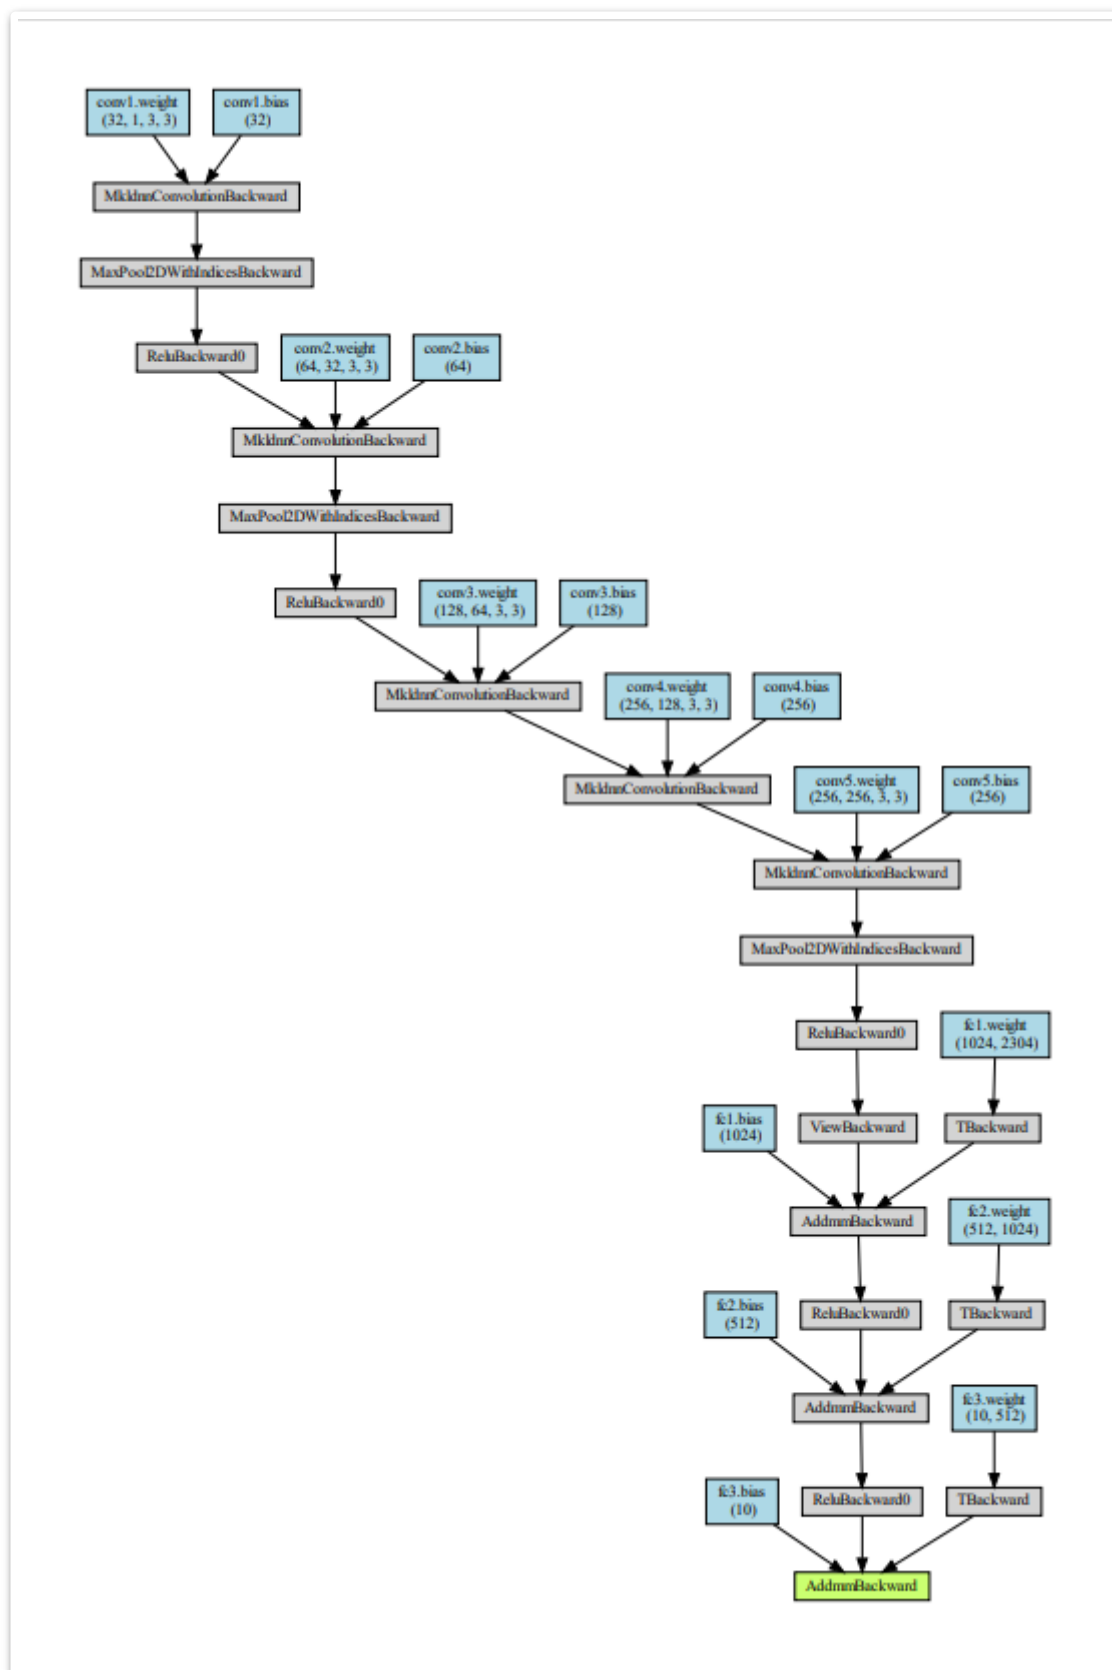 conv1.weight
(32, 1, 3, 3)
conv1.bias
(32)
MkldnnConvolutionBackward
MaxPool2DWithIndicesBackward
ReluBackward0
conv2.weight
(64, 32, 3, 3)
conv2.bias
(64)
MkldnnConvolutionBackward
MaxPool2DWithIndicesBackward
ReluBackward0
conv3.weight
(128, 64, 3, 3)
conv3.bias
(128)
MkldnnConvolutionBackward
conv4.weight
(256, 128, 3, 3)
conv4.bias
(256)
MkldnnConvolutionBackward
conv5.weight
(256, 256, 3, 3)
conv5.bias
(256)
MkldnnConvolutionBackward
MaxPool2DWithIndicesBackward
ReluBackward0
fc1.weight
(1024, 2304)
fc1.bias
(1024)
ViewBackward
TBackward
AddmmBackward
fc2.weight
(512, 1024)
fc2.bias
(512)
ReluBackward0
TBackward
AddmmBackward
fc3.weight
(10, 512)
fc3.bias
(10)
ReluBackward0
TBackward
AddmmBackward